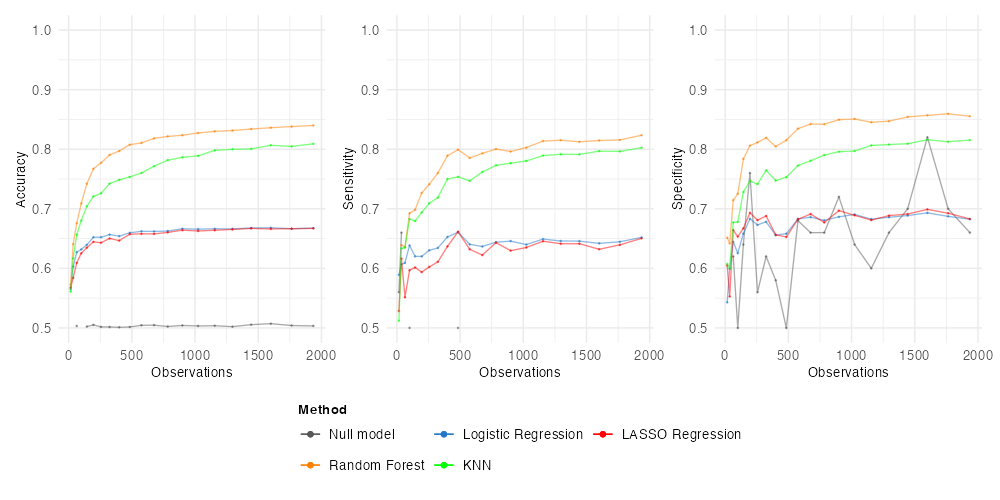 1.0
0.9
0.8
0.7
0.6
0.5
Accuracy
0 500 1000 1500 2000
Observations
1.0
0.9
0.8
0.7
0.6
0.5
Sensitivity
0 500 1000 1500 2000
Observations
1.0
0.9
0.8
0.7
0.6
0.5
Specificity
0 500 1000 1500 2000
Observations
Method
Null model Logistic Regression LASSO Regression
Random Forest KNN